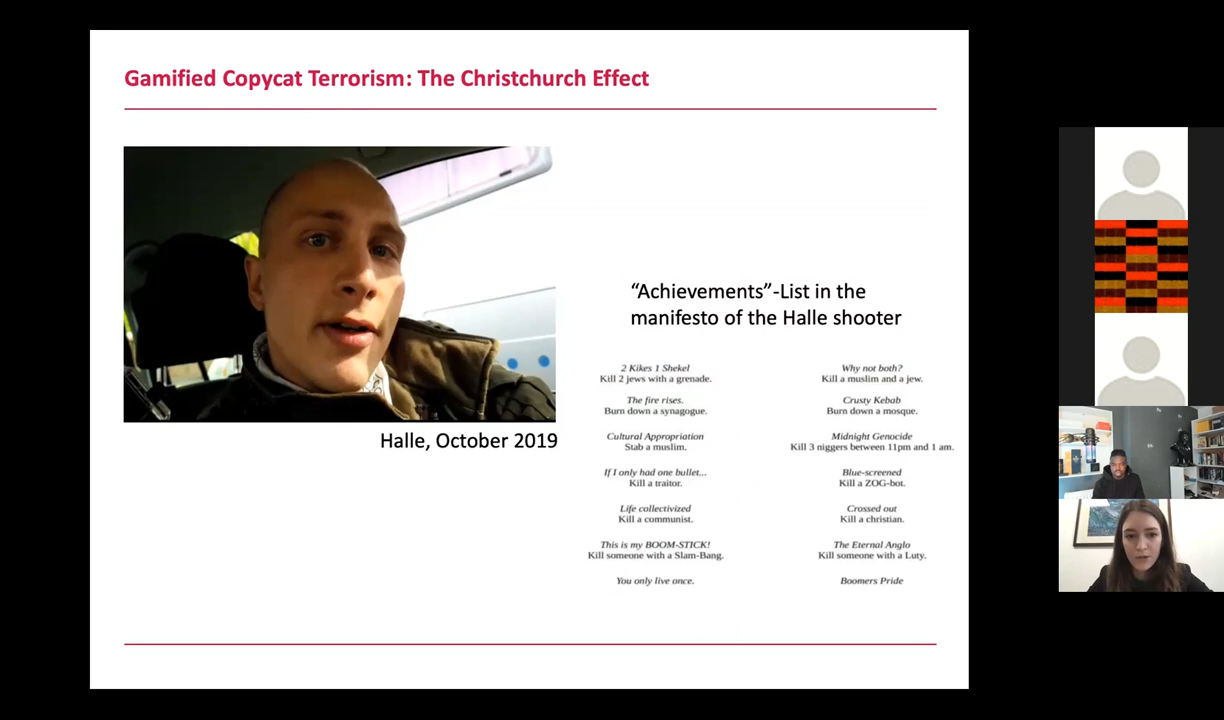 Gamified Copycat Terrorism: The Christchurch Effect
"Achievements"-List in the
manifesto of the Halle shooter
2 Kikes 1 Shekel
Kill 2 jews with a grenade.
The fire rises.
Burn down a synagogue.
Cultural Appropriation
Stab a muslim.
If I only had one bullet...
Kill a traitor.
Life collectivized
Kill a communist.
This is my BOOM-STICK!
Kill someone with a Slam-Bang.
You only live once.
Why not both?
Kill a muslim and a jew.
Crusty Kebab
Burn down a mosque.
Midnight Genocide
Kill 3 niggers between 11pm and 1 am.
Blue-screened
Kill a ZOG-bot.
Crossed out
Kill a christian.
The Eternal Anglo
Kill someone with a Luty.
Boomers Pride
Halle, October 2019